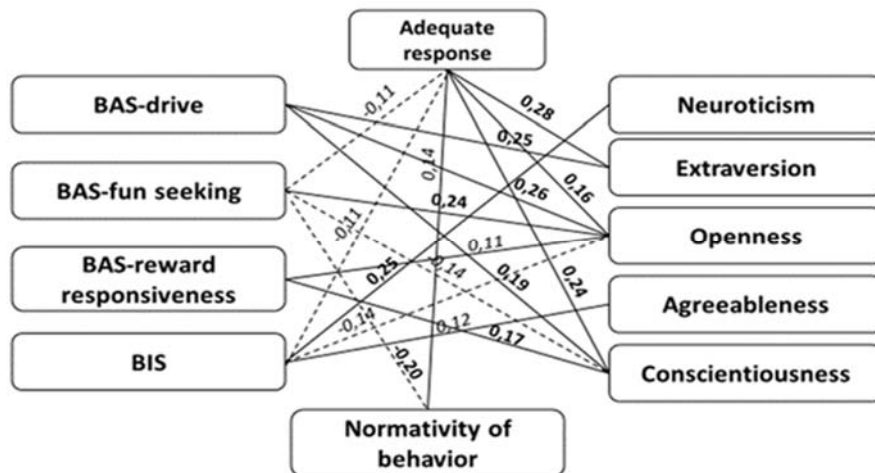 Adequate
response
BAS-drive
Neuroticism
-0,11
0,28
0,25
Extraversion
0,14
BAS-fun seeking
0,16
0,26
0,24
-0,11
Openness
0,11
BAS-reward
responsiveness
0,25
-0,14
0,19
0,24
Agreeableness
-0,14
0,12
0,17
BIS
-0,20
Conscientiousness
Normativity of
behavior